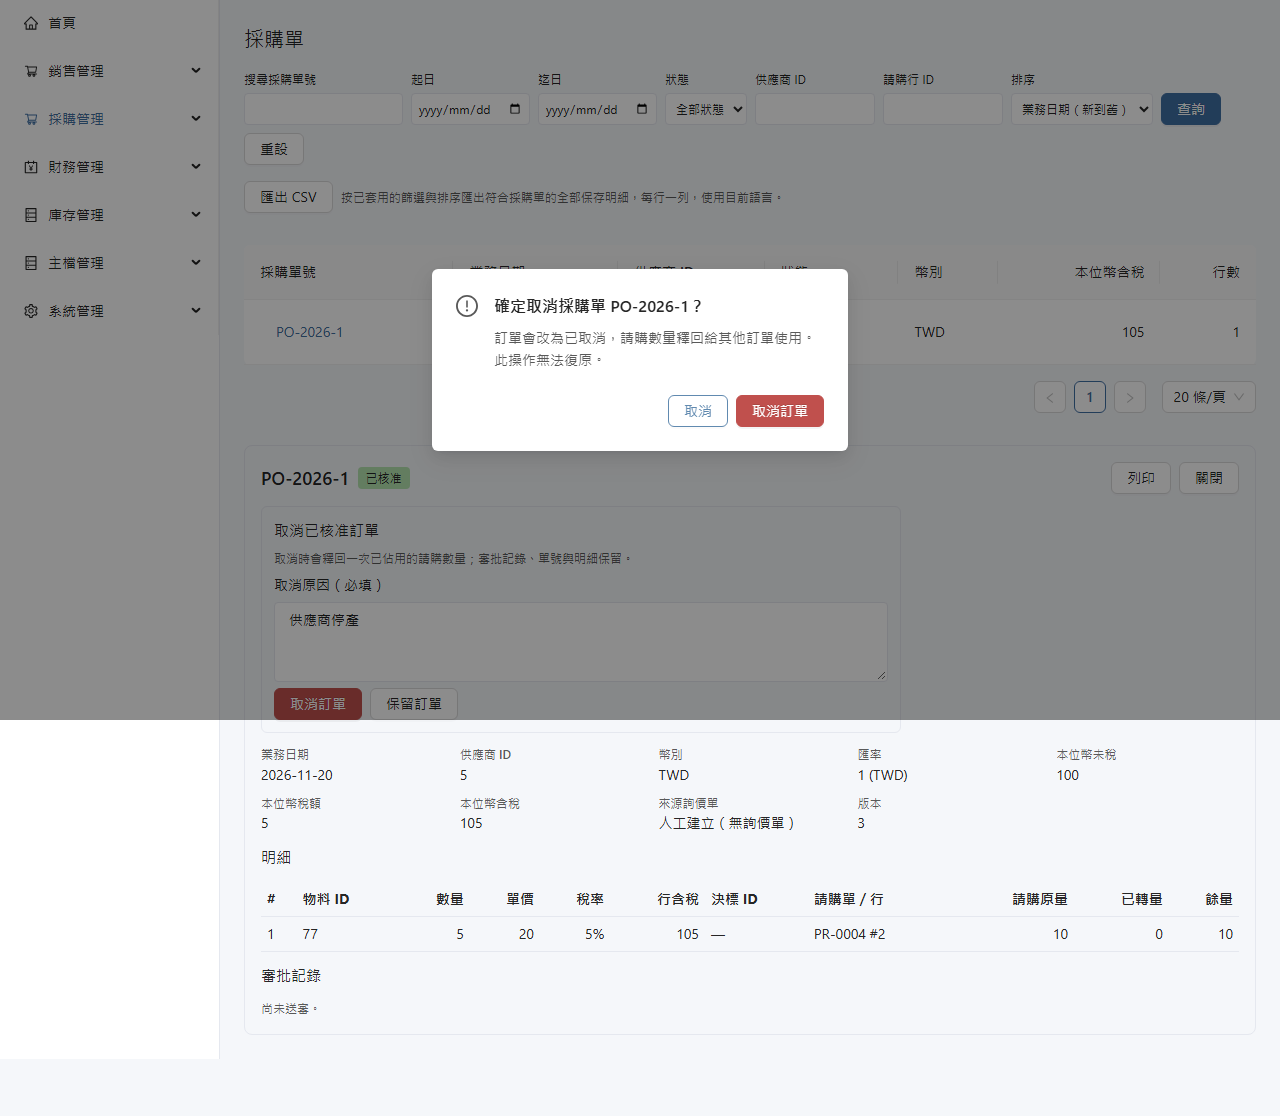 首頁
銷售管理
採購管理
財務管理
庫存管理
主檔管理
系統管理
採購單
搜尋採購單號 起日 迄日 狀態 供應商 ID 請購行 ID 排序
yyyy/mm/dd yyyy/mm/dd 全部狀態 業務日期（新到舊） 查詢
重設
匯出 CSV 按已套用的篩選與排序匯出符合採購單的全部保存明細，每行一列，使用目前語言。
採購單號 幣別 本位幣含稅 行數
PO-2026-1 TWD 105 1
1 20 條/頁
確定取消採購單 PO-2026-1？
訂單會改為已取消，請購數量釋回給其他訂單使用。
此操作無法復原。
取消 取消訂單
PO-2026-1 已核准 列印 關閉
取消已核准訂單
取消時會釋回一次已佔用的請購數量；審批記錄、單號與明細保留。
取消原因（必填）
供應商停產
取消訂單 保留訂單
業務日期 供應商 ID 幣別 匯率 本位幣未稅
2026-11-20 5 TWD 1 (TWD) 100
本位幣稅額 本位幣含稅 來源詢價單 版本
5 105 人工建立（無詢價單） 3
明細
# 物料 ID 數量 單價 稅率 行含稅 決標 ID 請購單 / 行 請購原量 已轉量 餘量
1 77 5 20 5% 105 — PR-0004 #2 10 0 10
審批記錄
尚未送審。